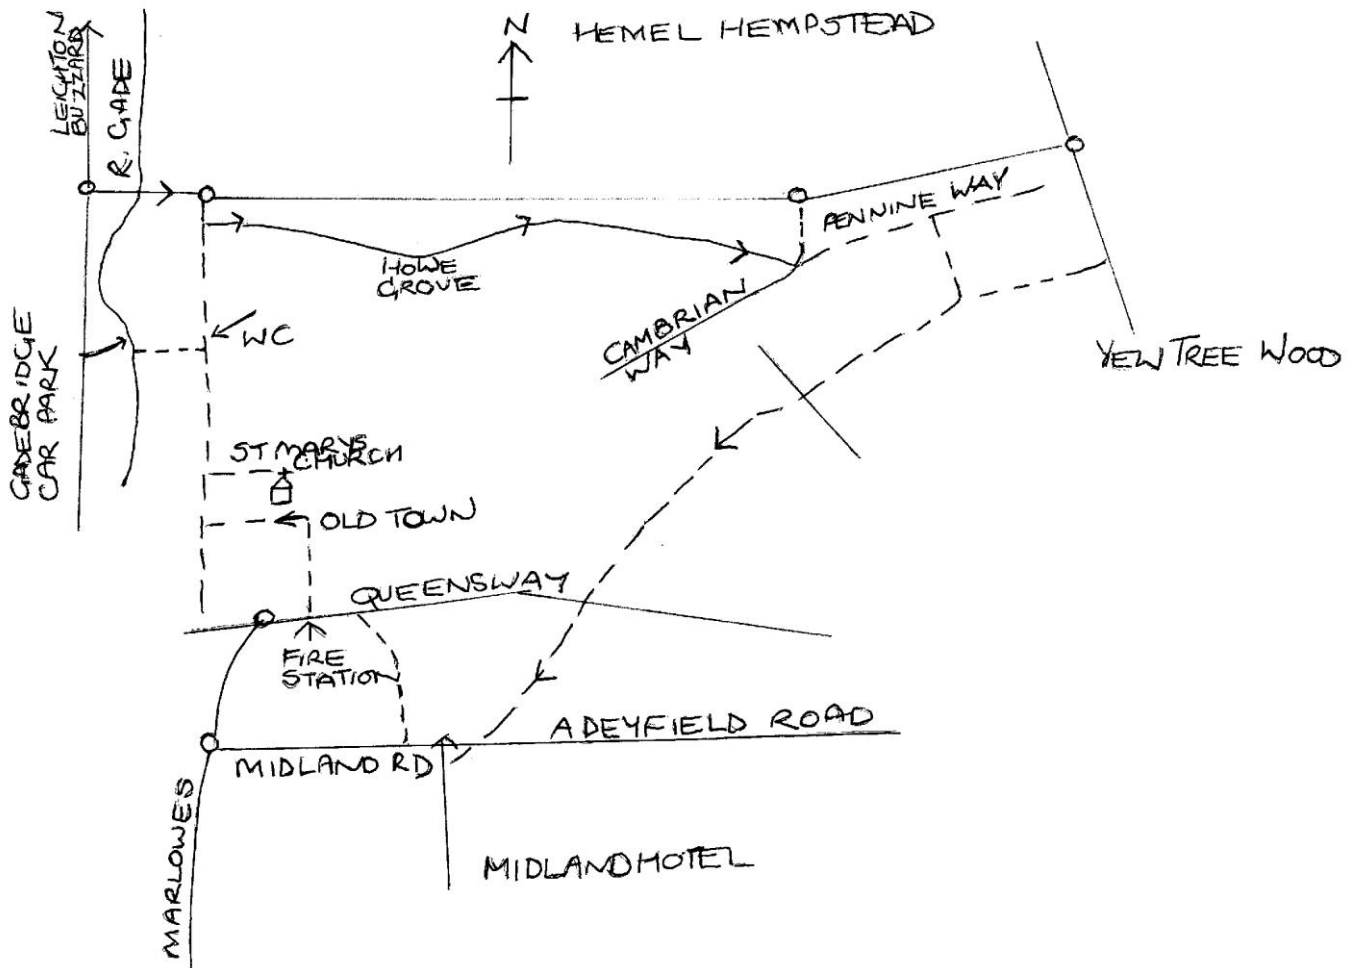 N
HEMEL HEMPSTEAD
LEIGHTON
BUZZARD
R. GADE
PENNINE WAY
HOWE
GROVE
CAMBRIAN
WAY
WC
YEW TREE WOOD
GADEBRIDGE
CAR PARK
ST MARYS
CHURCH
OLD TOWN
QUEENSWAY
FIRE
STATION
ADEYFIELD ROAD
MIDLAND RD
MARLOWES
MIDLAND HOTEL